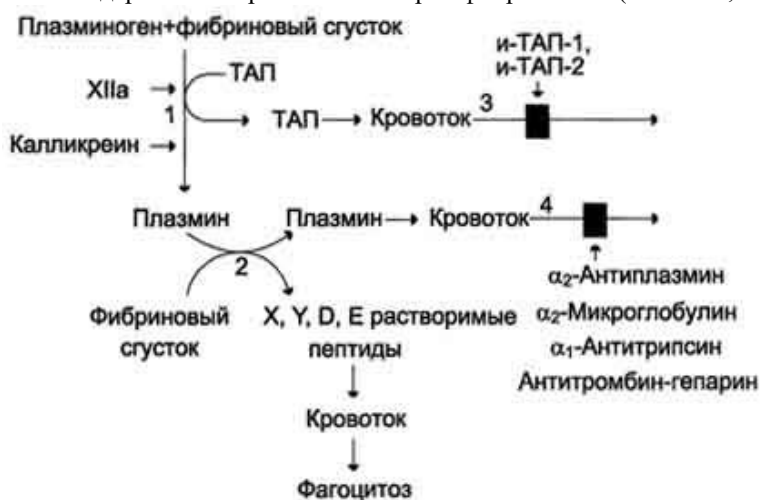 Плазминоген+фибриновый сгусток
и-ТАП-1,
и-ТАП-2
XIIa
ТАП
1
ТАП
Кровоток
3
Калликреин
Плазмин
Плазмин
Кровоток
4
2
α₂-Антиплазмин
Фибриновый
сгусток
X, Y, D, E растворимые
пептиды
α₂-Микроглобулин
α₁-Антитрипсин
Антитромбин-гепарин
Кровоток
Фагоцитоз